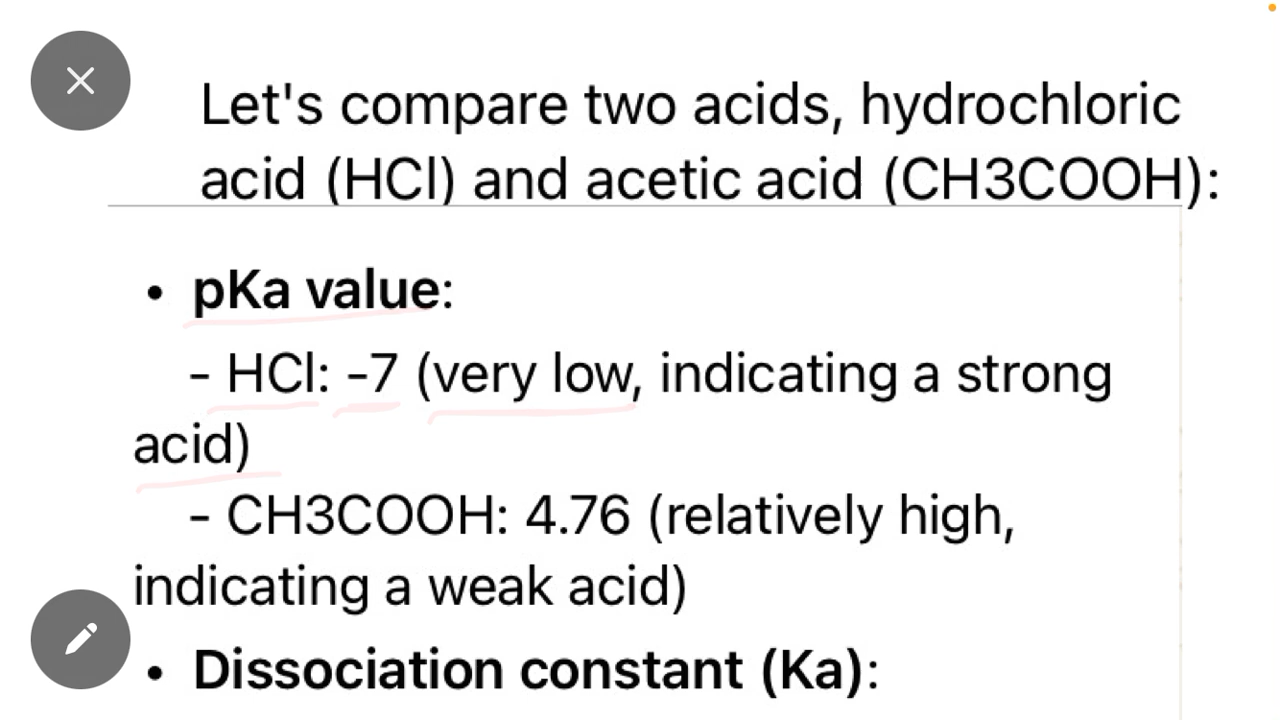 Let's compare two acids, hydrochloric
acid (HCl) and acetic acid (CH3COOH):
• pKa value:
- HCl: -7 (very low, indicating a strong
acid)
- CH3COOH: 4.76 (relatively high,
indicating a weak acid)
• Dissociation constant (Ka):